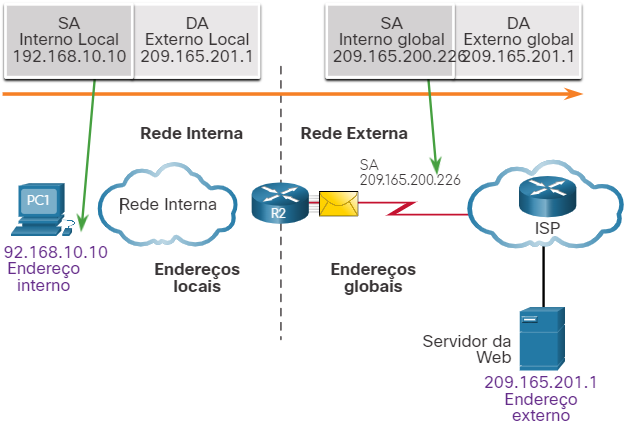 SA
Interno Local
192.168.10.10
DA
Externo Local
209.165.201.1
SA
Interno global
209.165.200.226
DA
Externo global
209.165.201.1
Rede Interna
Rede Externa
SA
209.165.200.226
PC1
Rede Interna
R2
ISP
92.168.10.10
Endereço
interno
Endereços
locais
Endereços
globais
Servidor da
Web
209.165.201.1
Endereço
externo